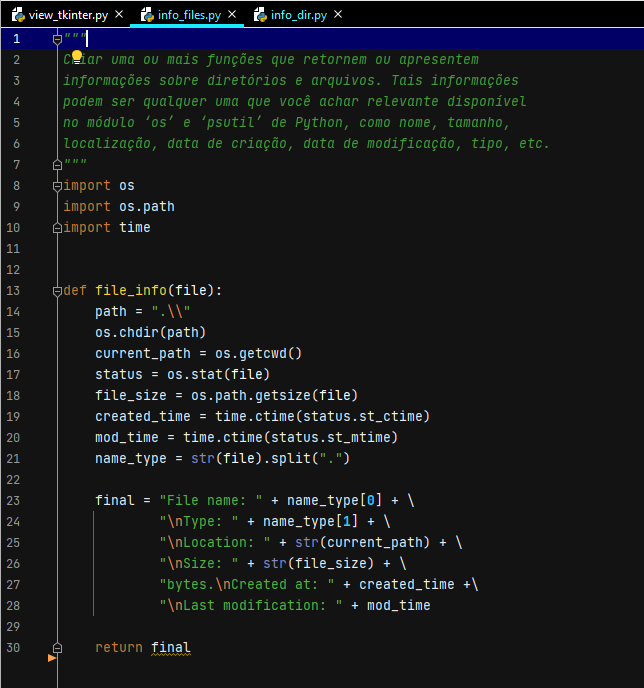 view_tkinter.py × info_files.py × info_dir.py ×
1 """
2 Criar uma ou mais funções que retornem ou apresentem
3 informações sobre diretórios e arquivos. Tais informações
4 podem ser qualquer uma que você achar relevante disponível
5 no módulo ‘os’ e ‘psutil’ de Python, como nome, tamanho,
6 localização, data de criação, data de modificação, tipo, etc.
7 """
8 import os
9 import os.path
10 import time
11
12
13 def file_info(file):
14     path = ".\\"
15     os.chdir(path)
16     current_path = os.getcwd()
17     status = os.stat(file)
18     file_size = os.path.getsize(file)
19     created_time = time.ctime(status.st_ctime)
20     mod_time = time.ctime(status.st_mtime)
21     name_type = str(file).split(".")
22
23     final = "File name: " + name_type[0] + \
24             "\nType: " + name_type[1] + \
25             "\nLocation: " + str(current_path) + \
26             "\nSize: " + str(file_size) + \
27             "bytes.\nCreated at: " + created_time +\
28             "\nLast modification: " + mod_time
29
30     return final